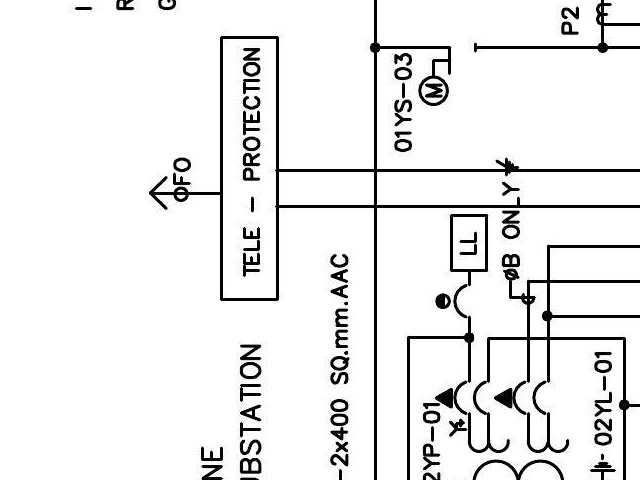 P2
01YS-03
M
OFO
TELE - PROTECTION
ØB ONLY
LL
-2x400 SQ.mm.AAC
UBSTATION
NE
2YP-01
02YL-01
Y